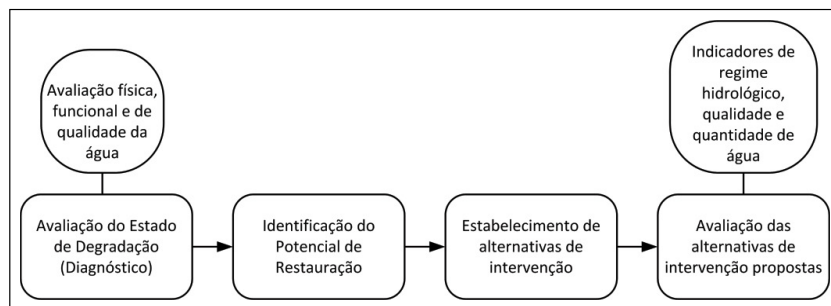 Avaliação física,
funcional e de
qualidade da
água
Indicadores de
regime
hidrológico,
qualidade e
quantidade de
água
Avaliação do Estado
de Degradação
(Diagnóstico)
Identificação do
Potencial de
Restauração
Estabelecimento de
alternativas de
intervenção
Avaliação das
alternativas de
intervenção propostas